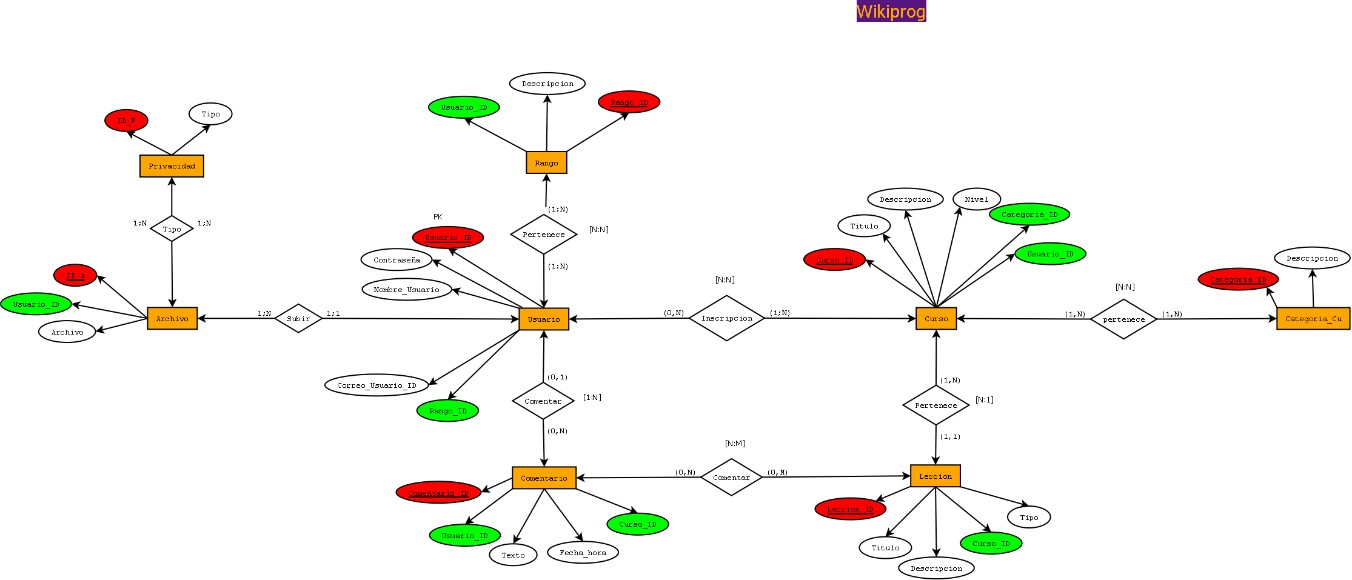 Wikiprog
Descripcion
Usuario_ID
Rango_ID
ID_P
Tipo
Privacidad
Rango
1;N
1;N
Tipo
PK
Usuario_ID
(1;N)
Pertenece
[N:N]
(1;N)
Contraseña
Nombre_Usuario
Descripcion
Nivel
Categoria_ID
Titulo
Usuario_ID
Curso_ID
Descripcion
Categoria_ID
ID_A
Usuario_ID
Archivo
Archivo
1;N
Subir
1;1
Usuario
[N:N]
(0,N)
Inscripcion
(1;N)
Curso
[N:N]
(1,N)
pertenece
(1,N)
Categoria_Cu
Correo_Usuario_ID
Rango_ID
(0,1)
Comentar
[1:N]
(0,N)
(1,N)
Pertenece
[N:1]
(1,1)
Comentario
[N:M]
(0,N)
Comentar
(0,N)
Leccion
Comentario_ID
Usuario_ID
Texto
Fecha_hora
Curso_ID
Leccion_ID
Titulo
Descripcion
Curso_ID
Tipo